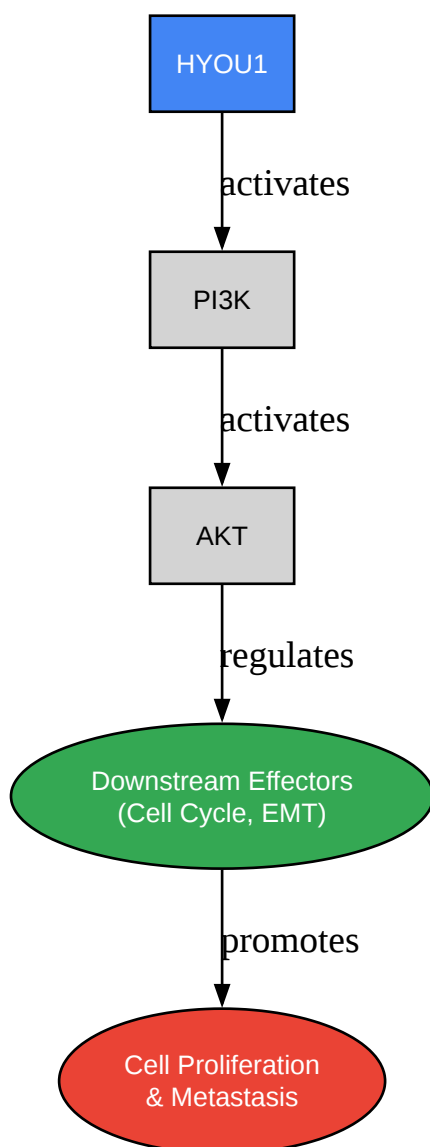 HYOU1
activates
PI3K
activates
AKT
regulates
Downstream Effectors
(Cell Cycle, EMT)
promotes
Cell Proliferation
& Metastasis